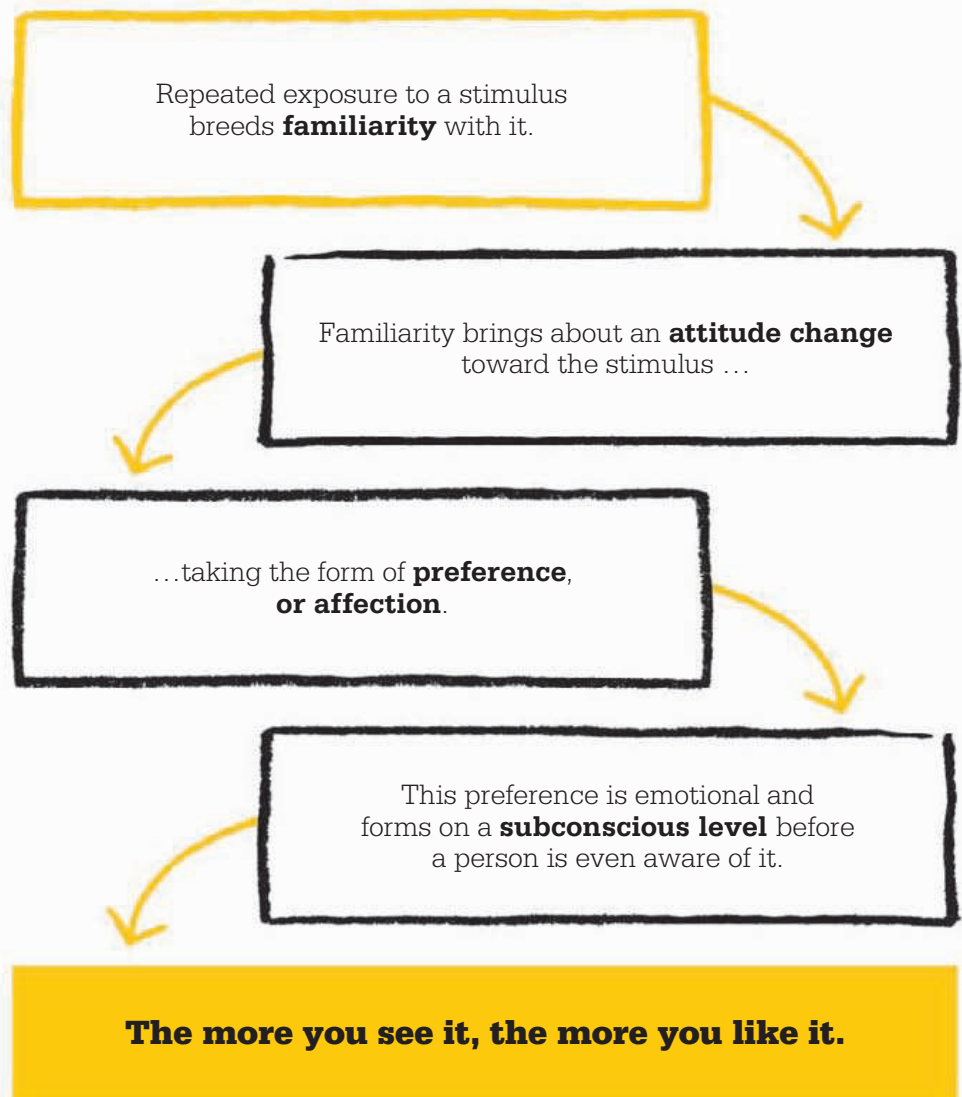 Repeated exposure to a stimulus
breeds familiarity with it.
Familiarity brings about an attitude change
toward the stimulus …
…taking the form of preference,
or affection.
This preference is emotional and
forms on a subconscious level before
a person is even aware of it.
The more you see it, the more you like it.